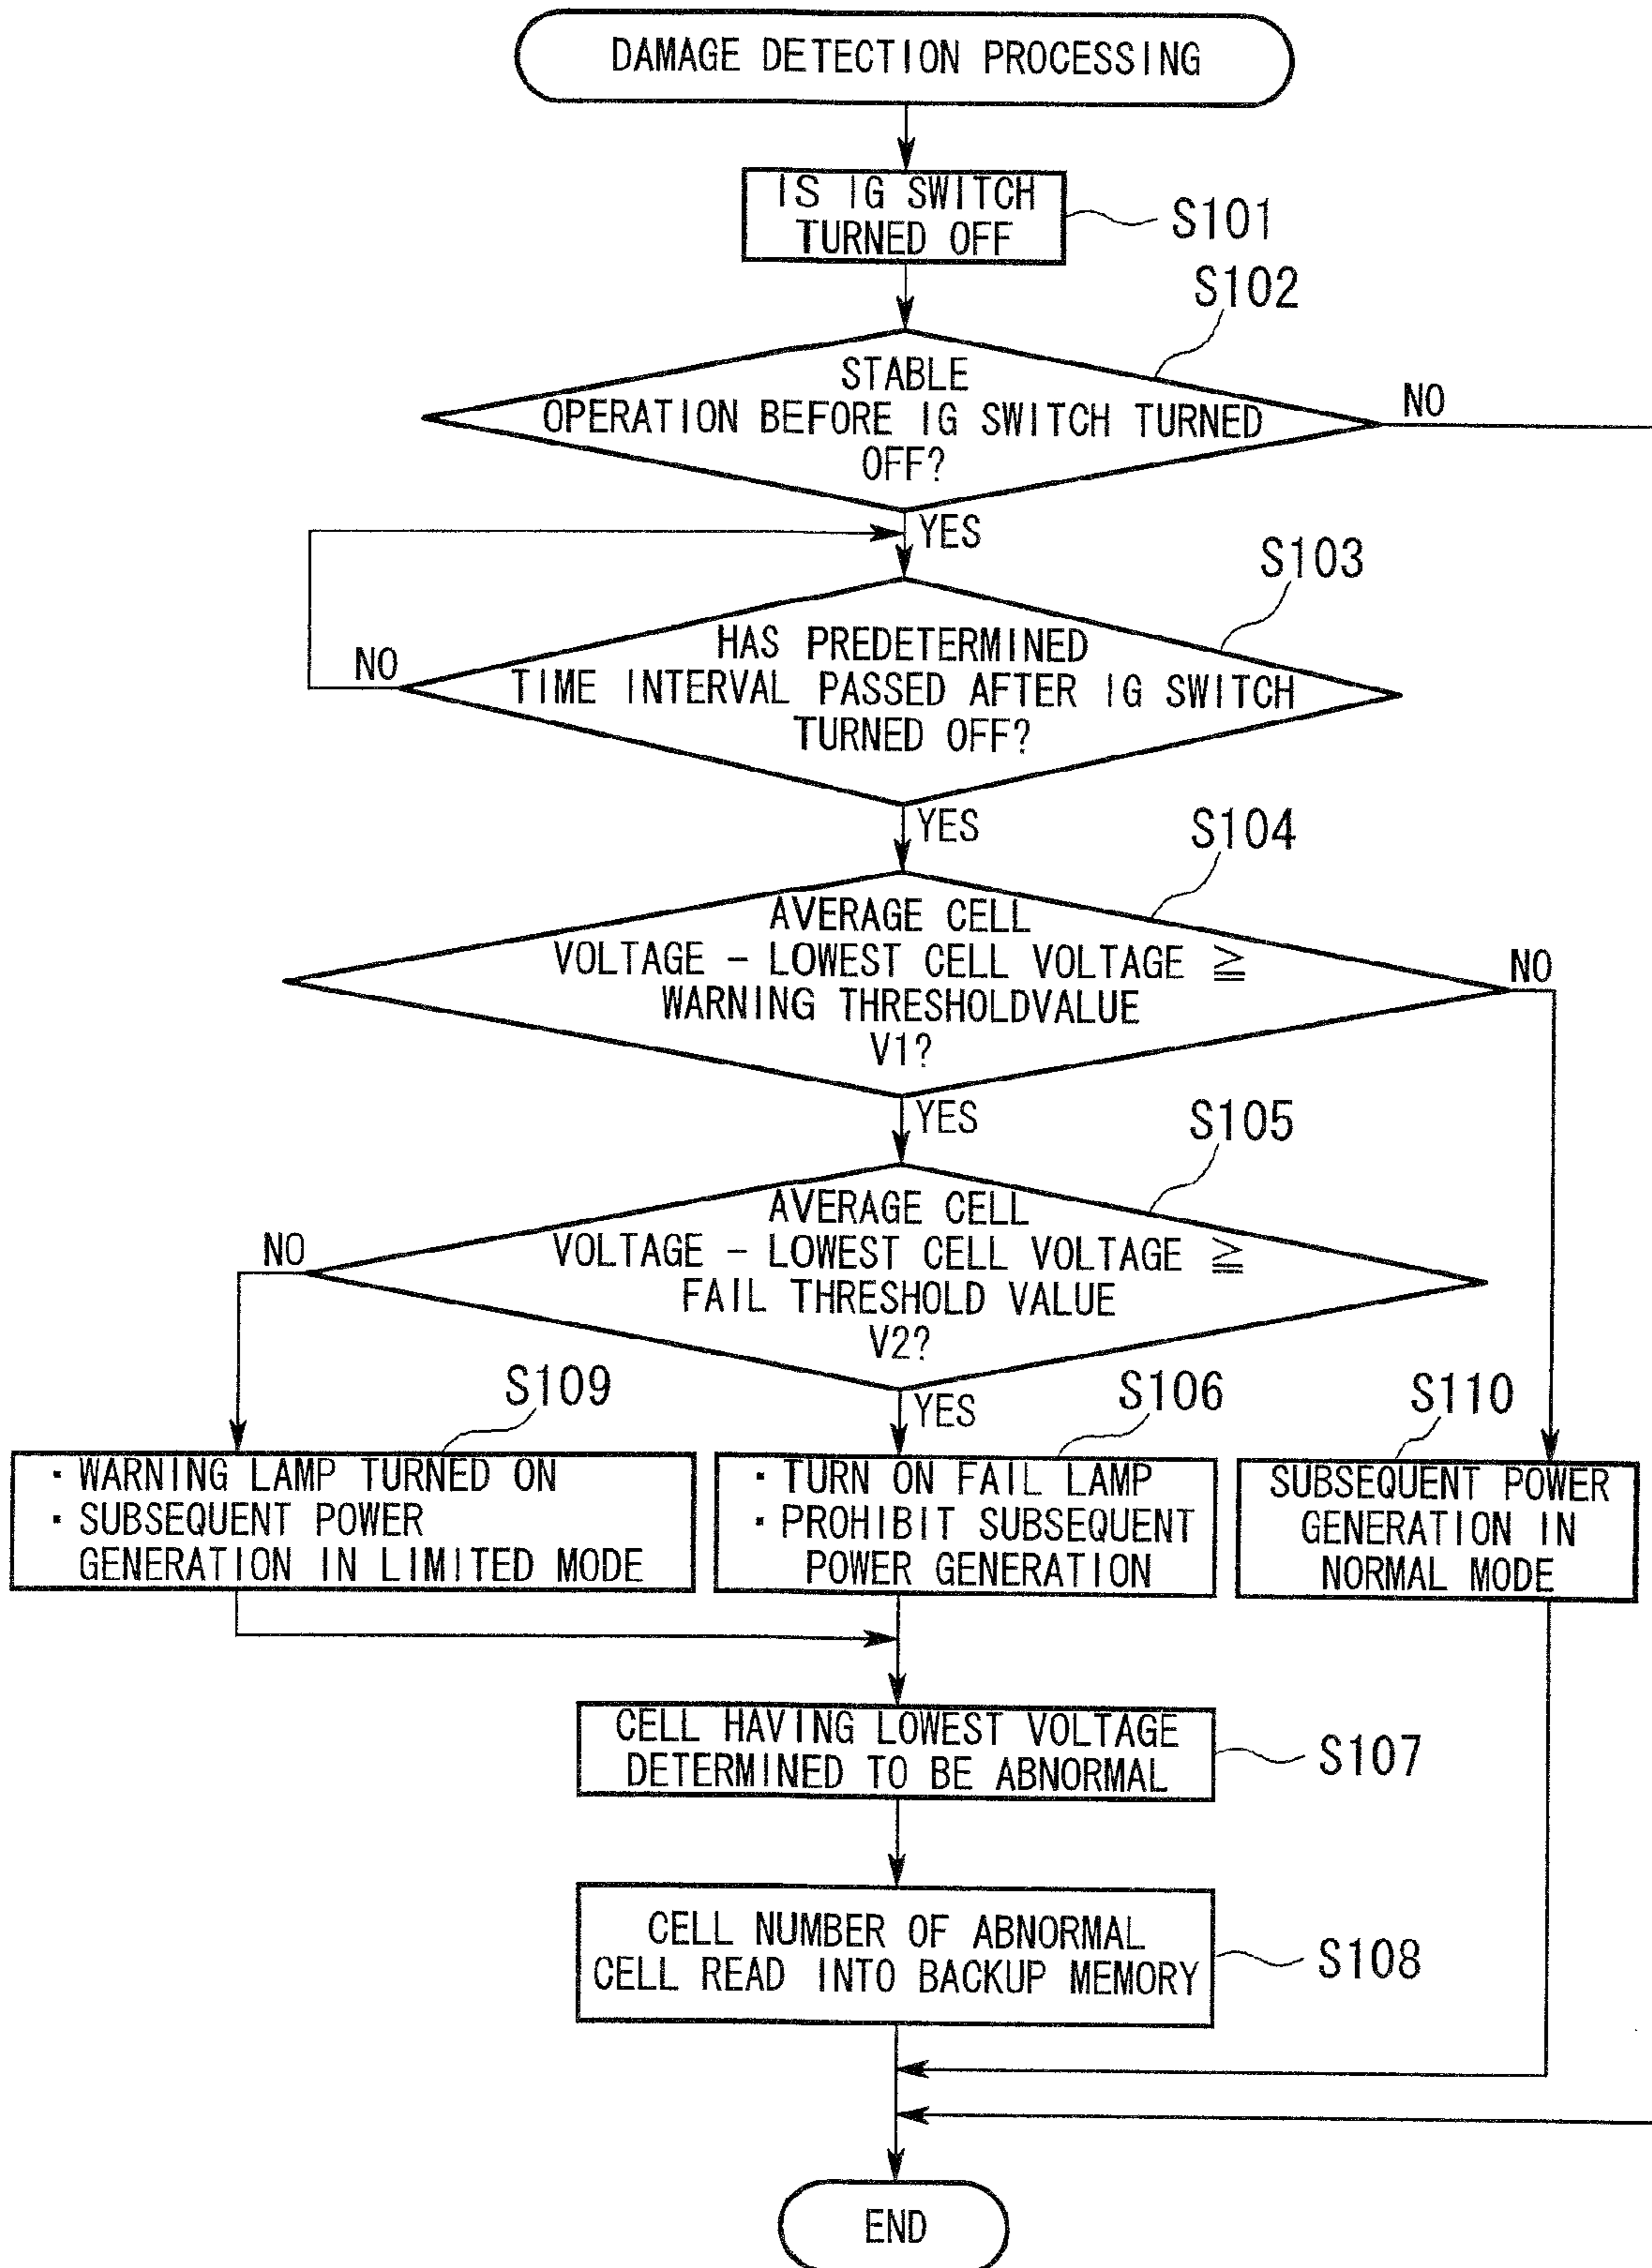 DAMAGE DETECTION PROCESSING
IS IG SWITCH
TURNED OFF
S101
S102
STABLE
OPERATION BEFORE IG SWITCH TURNED
OFF?
NO
YES
S103
HAS PREDETERMINED
TIME INTERVAL PASSED AFTER IG SWITCH
TURNED OFF?
NO
YES
S104
AVERAGE CELL
VOLTAGE - LOWEST CELL VOLTAGE ≧
WARNING THRESHOLDVALUE
V1?
NO
YES
S105
AVERAGE CELL
VOLTAGE - LOWEST CELL VOLTAGE ≧
FAIL THRESHOLD VALUE
V2?
NO
YES
S109
· WARNING LAMP TURNED ON
· SUBSEQUENT POWER
GENERATION IN LIMITED MODE
S106
· TURN ON FAIL LAMP
· PROHIBIT SUBSEQUENT
POWER GENERATION
S110
SUBSEQUENT POWER
GENERATION IN
NORMAL MODE
CELL HAVING LOWEST VOLTAGE
DETERMINED TO BE ABNORMAL
S107
CELL NUMBER OF ABNORMAL
CELL READ INTO BACKUP MEMORY
S108
END